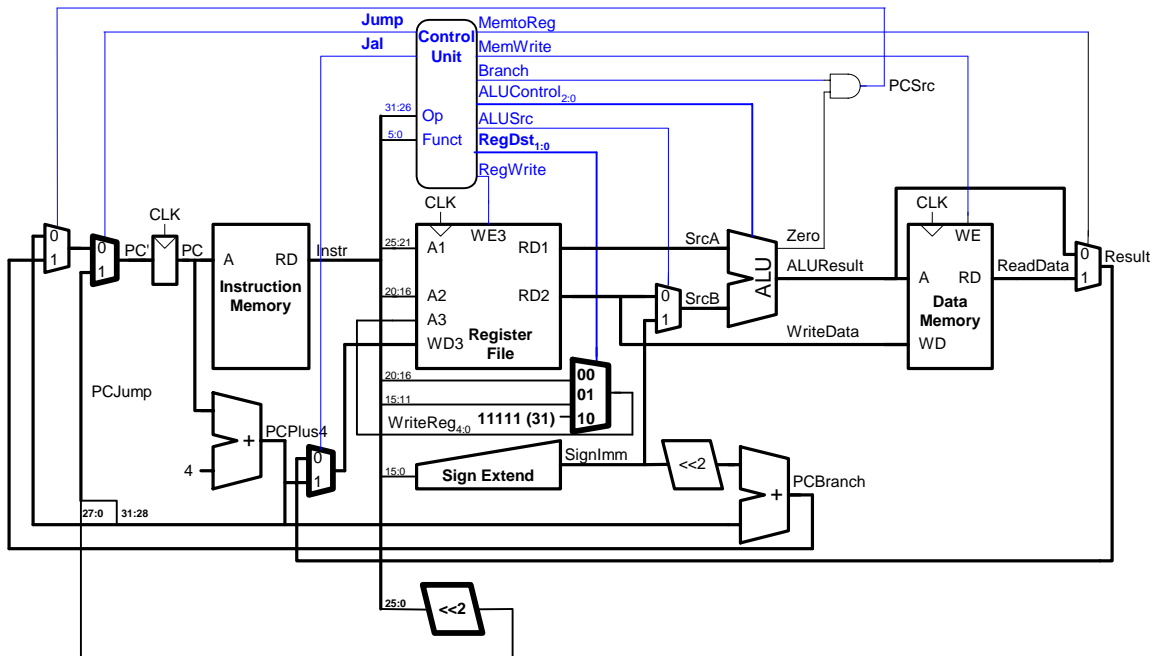 Jump
Jal
Control
Unit
Op
Funct
31:26
5:0
MemtoReg
MemWrite
Branch
ALUControl2:0
ALUSrc
RegDst1:0
RegWrite
PCSrc
0
1
0
1
PC'
CLK
PC
A RD
Instruction
Memory
Instr
25:21
20:16
CLK
WE3
A1 RD1
A2 RD2
A3
WD3
Register
File
0
1
SrcA
SrcB
ALU
Zero
ALUResult
WriteData
CLK
WE
A RD
Data
Memory
WD
ReadData
0
1
Result
20:16
15:11
WriteReg4:0
11111 (31)
00
01
10
PCJump
+
4
PCPlus4
0
1
15:0
Sign Extend
SignImm
<<2
+
PCBranch
27:0 31:28
25:0
<<2